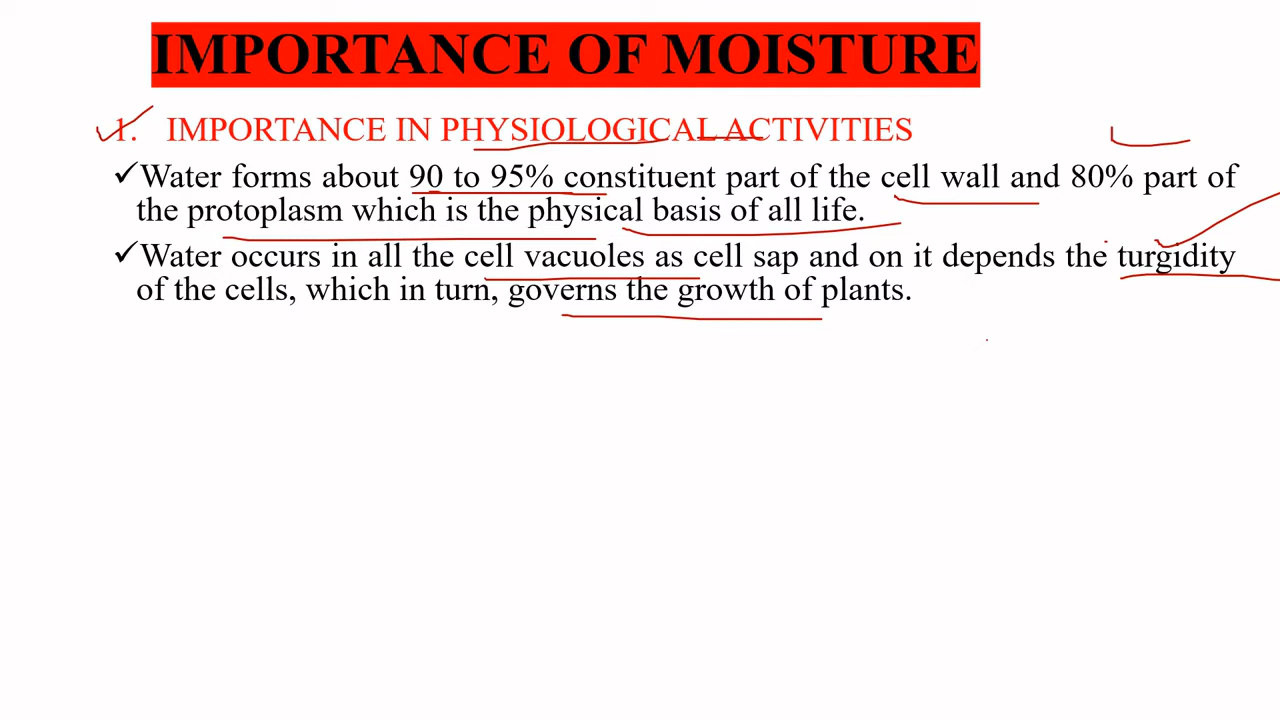 IMPORTANCE OF MOISTURE
1. IMPORTANCE IN PHYSIOLOGICAL ACTIVITIES
✓Water forms about 90 to 95% constituent part of the cell wall and 80% part of
the protoplasm which is the physical basis of all life.
✓Water occurs in all the cell vacuoles as cell sap and on it depends the turgidity
of the cells, which in turn, governs the growth of plants.